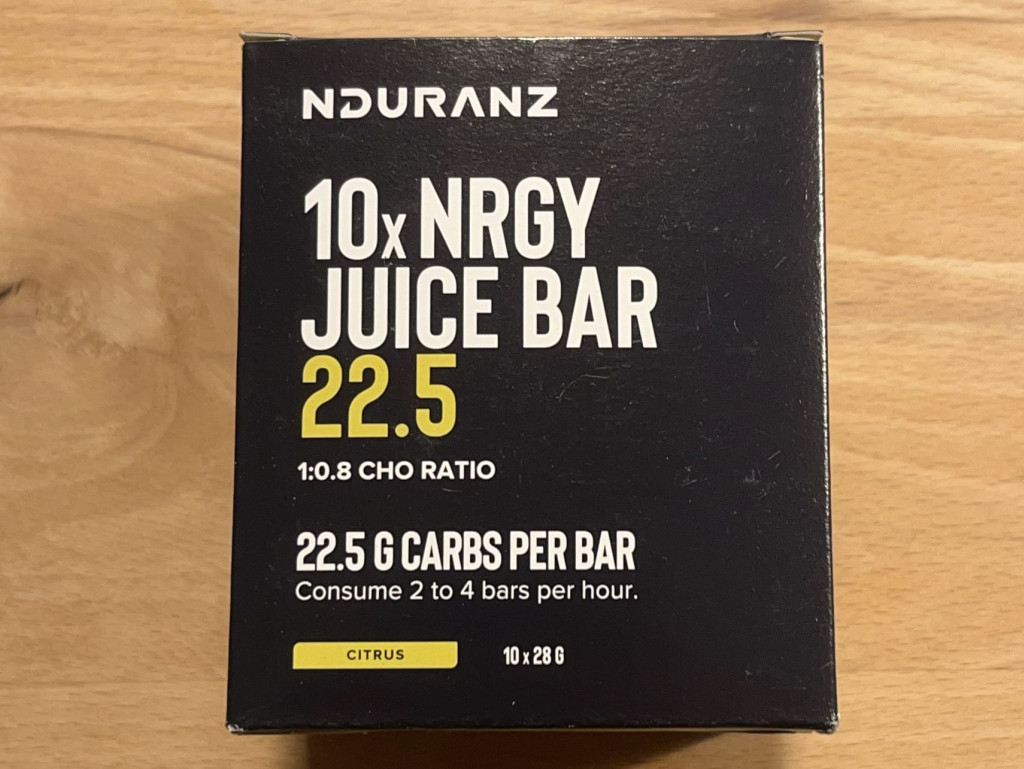 NDURANZ
10x NRGY
JUICE BAR
22.5
1:0.8 CHO RATIO
22.5 G CARBS PER BAR
Consume 2 to 4 bars per hour.
CITRUS
10 x 28 G